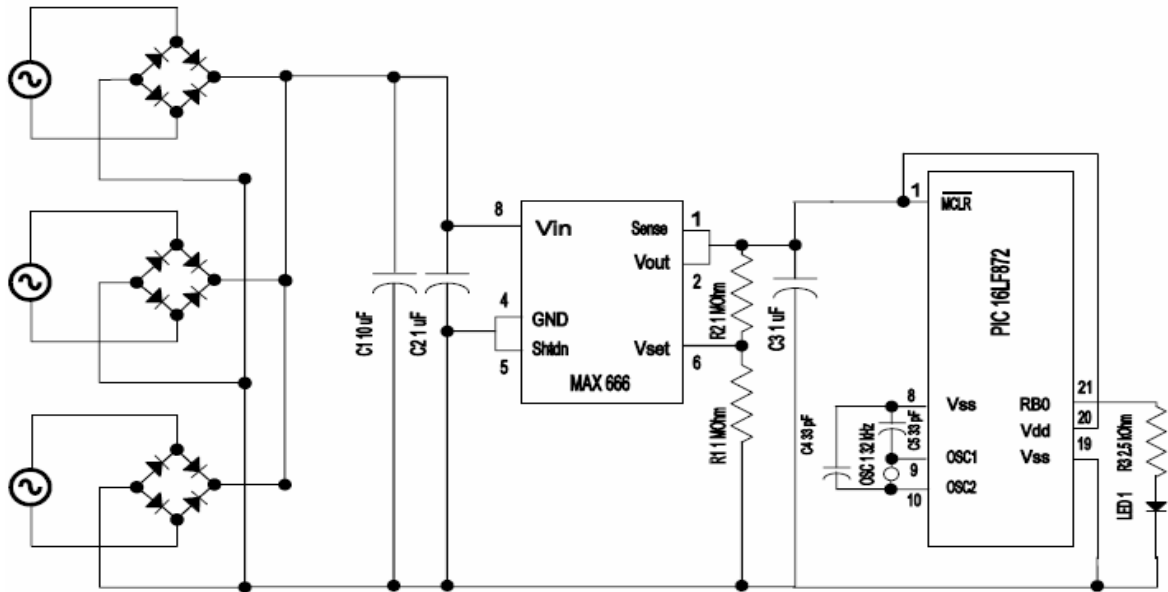 C1 10 uF
C2 1 uF
8
Vin
4
GND
Shtdn
5
Sense
1
Vout
2
Vset
6
MAX 666
R2 1 MOhm
R1 1 MOhm
C3 1 uF
1
MCLR
PIC 16LF872
8
Vss
OSC1
9
OSC2
10
C4 33 pF
OSC 1 32 kHz
C5 33 pF
21
RB0
Vdd
20
19
Vss
R3 2.5 kOhm
LED 1